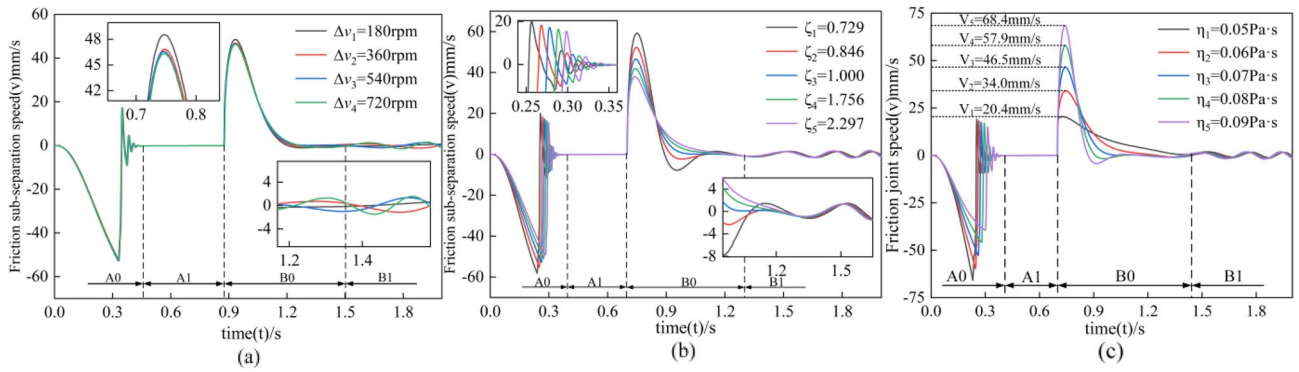 (a)
Friction sub-separation speed(v)mm/s
60
40
20
0
-20
-40
-60
0.0 0.3 0.6 0.9 1.2 1.5 1.8
time(t)/s
Δv₁=180rpm
Δv₂=360rpm
Δv₃=540rpm
Δv₄=720rpm
48
45
42
0.7 0.8
4
0
-4
1.2 1.4
A0 A1 B0 B1
(b)
Friction sub-separation speed(v)mm/s
80
60
40
20
0
-20
-40
-60
0.0 0.3 0.6 0.9 1.2 1.5 1.8
time(t)/s
ζ₁=0.729
ζ₂=0.846
ζ₃=1.000
ζ₄=1.756
ζ₅=2.297
20
10
0
0.25 0.30 0.35
4
0
-4
-8
1.2 1.5
A0 A1 B0 B1
(c)
Friction joint speed(v)mm/s
75
50
25
0
-25
-50
-75
0.0 0.3 0.6 0.9 1.2 1.5 1.8
time(t)/s
V₅=68.4mm/s
V₄=57.9mm/s
V₃=46.5mm/s
V₂=34.0mm/s
V₁=20.4mm/s
η₁=0.05Pa·s
η₂=0.06Pa·s
η₃=0.07Pa·s
η₄=0.08Pa·s
η₅=0.09Pa·s
A0 A1 B0 B1